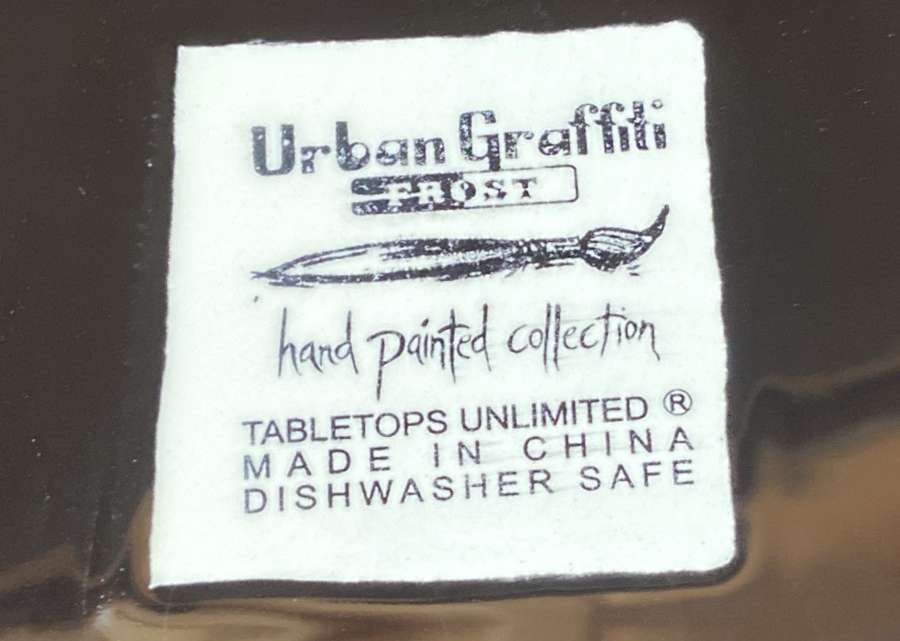 Urban Graffiti
FROST
hand painted collection
TABLETOPS UNLIMITED ®
MADE IN CHINA
DISHWASHER SAFE